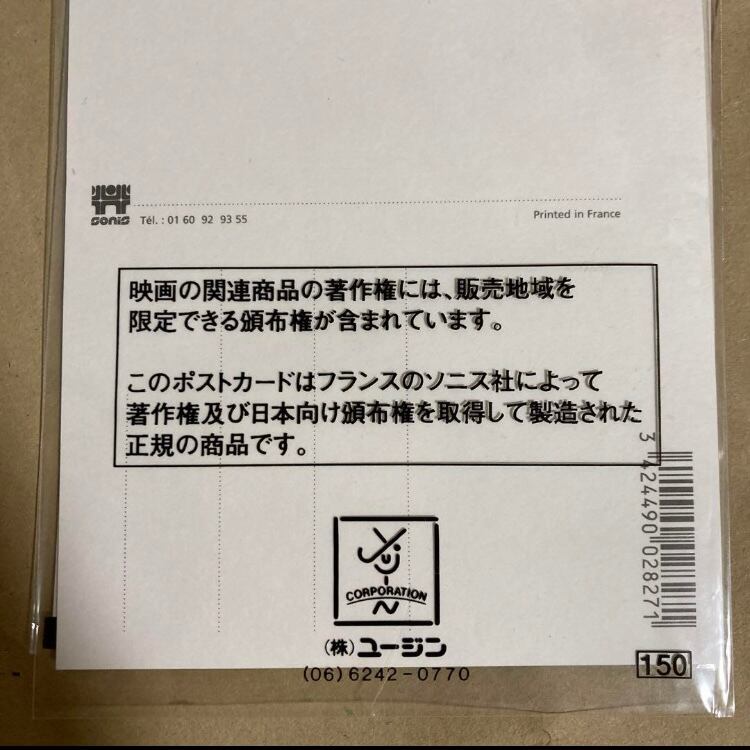 sonis
Tél. : 01 60 92 93 55
Printed in France
映画の関連商品の著作権には、販売地域を
限定できる頒布権が含まれています。
このポストカードはフランスのソニス社によって
著作権及び日本向け頒布権を取得して製造された
正規の商品です。
3 424490 028271
Yujin
CORPORATION
(株)ユージン
(06)6242-0770
150